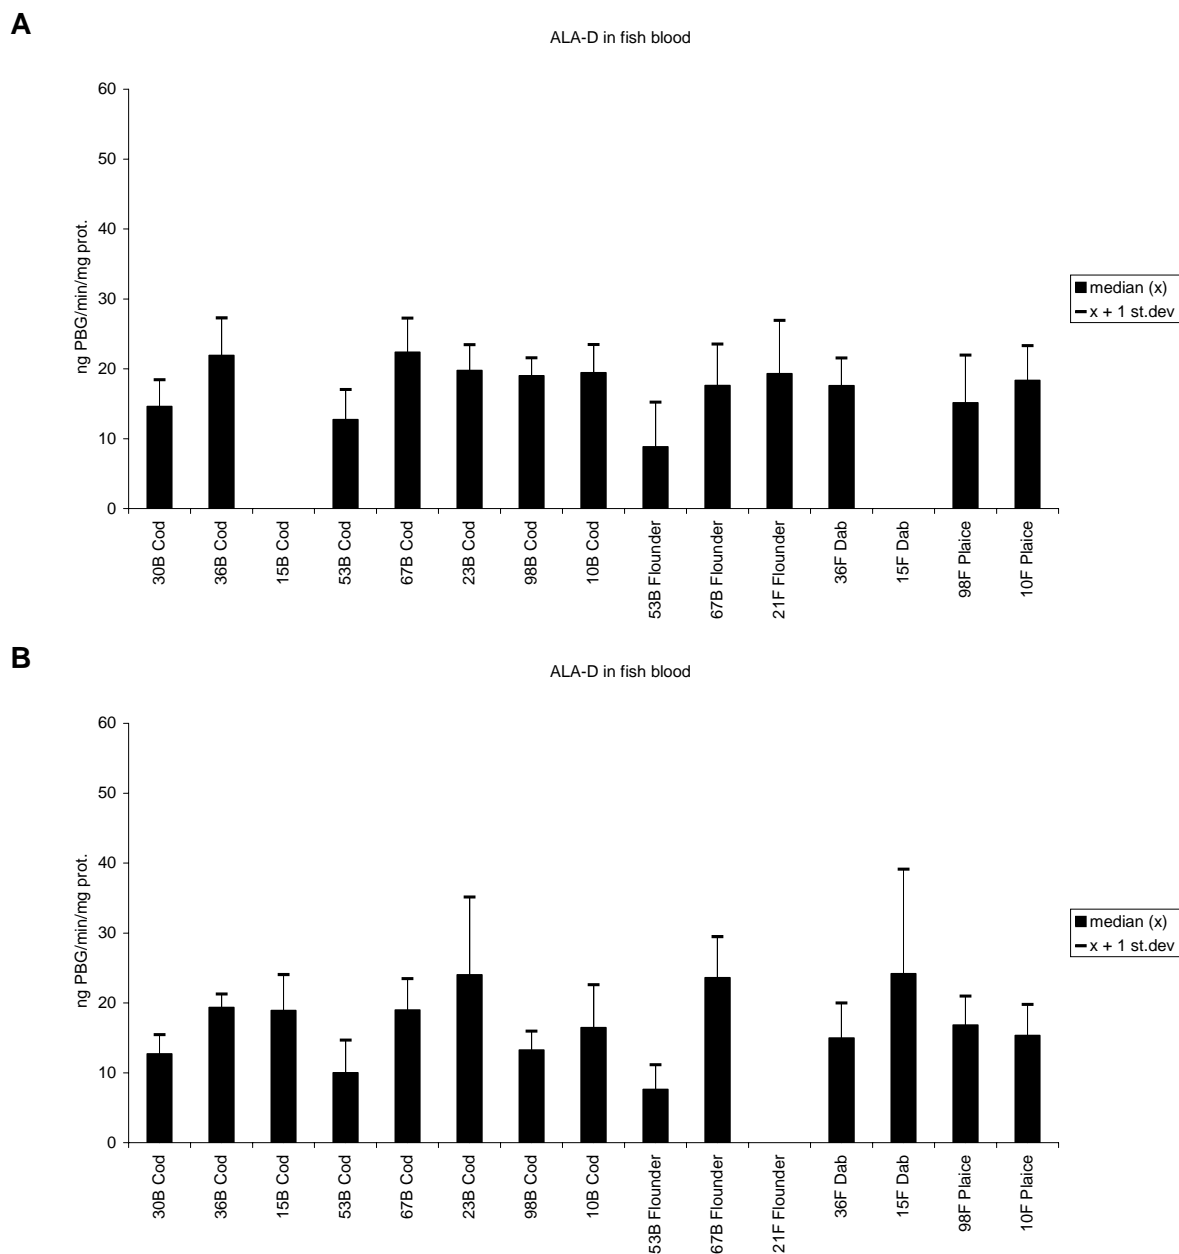 A
ALA-D in fish blood
60
50
40
30
20
10
0
ng PBG/min/mg prot.
median (x)
x + 1 st.dev
30B Cod
36B Cod
15B Cod
53B Cod
67B Cod
23B Cod
98B Cod
10B Cod
53B Flounder
67B Flounder
21F Flounder
36F Dab
15F Dab
98F Plaice
10F Plaice
B
ALA-D in fish blood
60
50
40
30
20
10
0
ng PBG/min/mg prot.
median (x)
x + 1 st.dev
30B Cod
36B Cod
15B Cod
53B Cod
67B Cod
23B Cod
98B Cod
10B Cod
53B Flounder
67B Flounder
21F Flounder
36F Dab
15F Dab
98F Plaice
10F Plaice